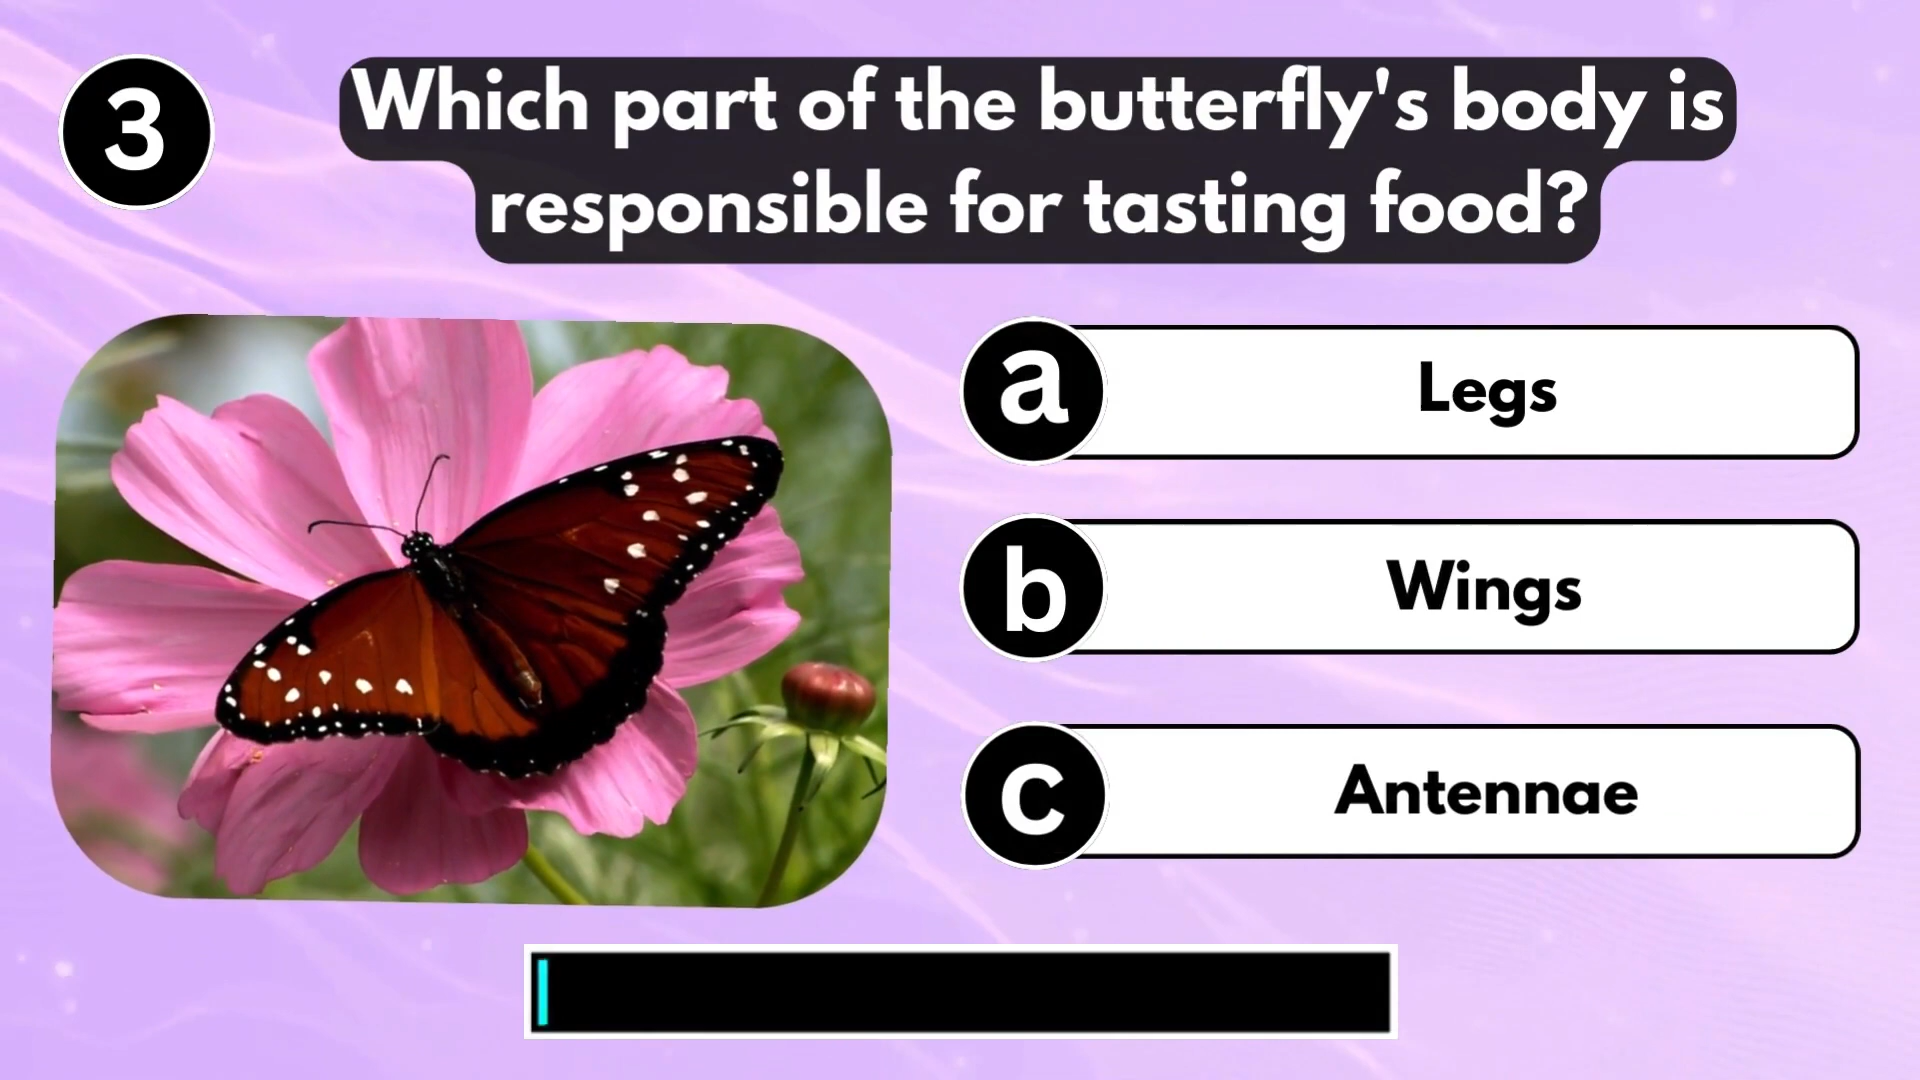 3
Which part of the butterfly's body is
responsible for tasting food?
a
Legs
b
Wings
c
Antennae